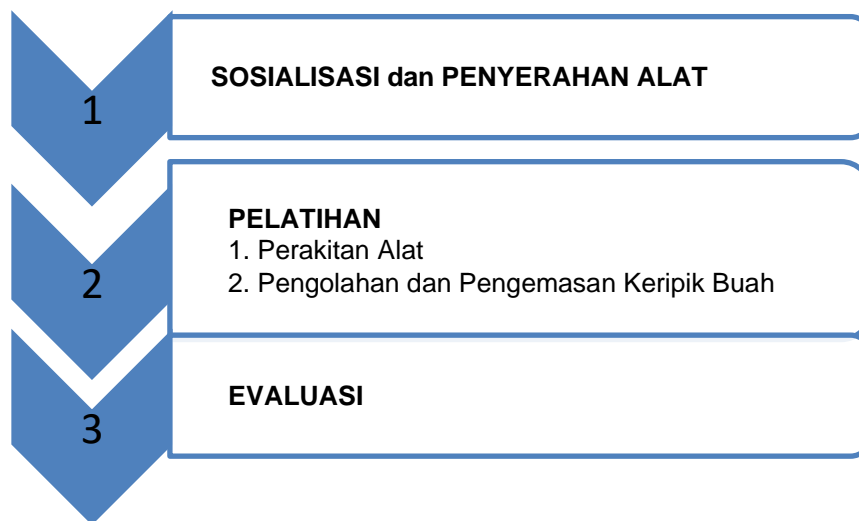 1
SOSIALISASI dan PENYERAHAN ALAT
2
PELATIHAN
1. Perakitan Alat
2. Pengolahan dan Pengemasan Keripik Buah
3
EVALUASI